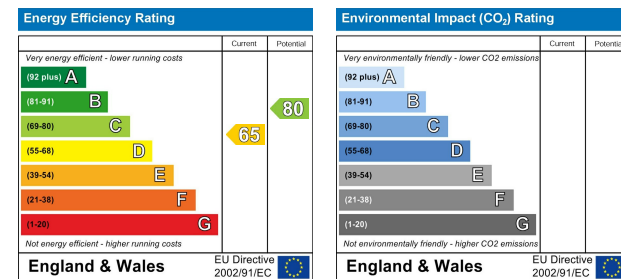 Energy Efficiency Rating
Current Potential
Very energy efficient - lower running costs
(92 plus) A
(81-91) B
(69-80) C
(55-68) D
(39-54) E
(21-38) F
(1-20) G
65
80
Not energy efficient - higher running costs
England & Wales
EU Directive
2002/91/EC
Environmental Impact (CO₂) Rating
Current Potential
Very environmentally friendly - lower CO2 emissions
(92 plus) A
(81-91) B
(69-80) C
(55-68) D
(39-54) E
(21-38) F
(1-20) G
Not environmentally friendly - higher CO2 emissions
England & Wales
EU Directive
2002/91/EC